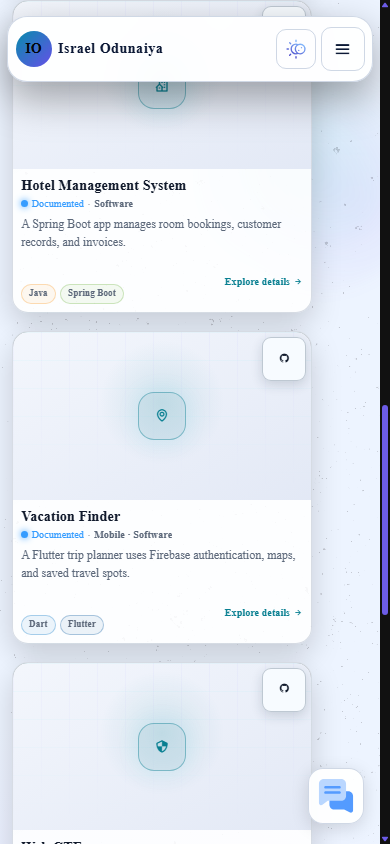 IO
Israel Odunaiya
Hotel Management System
Documented · Software
A Spring Boot app manages room bookings, customer
records, and invoices.
Explore details →
Java
Spring Boot
Vacation Finder
Documented · Mobile · Software
A Flutter trip planner uses Firebase authentication, maps,
and saved travel spots.
Explore details →
Dart
Flutter